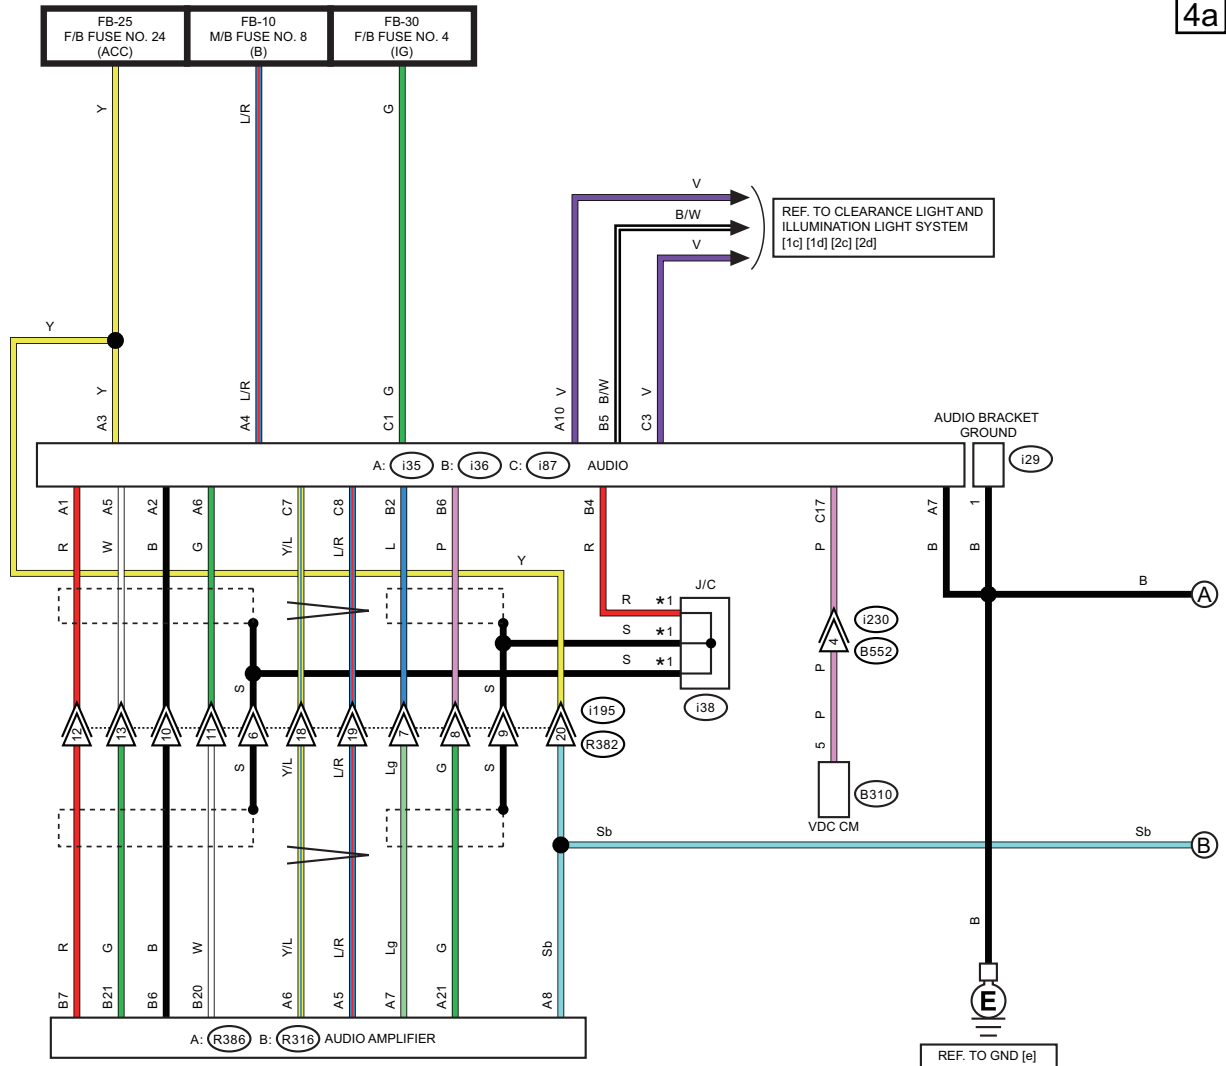 4a
FB-25
F/B FUSE NO. 24
(ACC)
FB-10
M/B FUSE NO. 8
(B)
FB-30
F/B FUSE NO. 4
(IG)
Y
L/R
G
V
B/W
V
REF. TO CLEARANCE LIGHT AND
ILLUMINATION LIGHT SYSTEM
[1c] [1d] [2c] [2d]
Y
Y
L/R
G
V
B/W
V
A3
A4
C1
A10
B5
C3
AUDIO BRACKET
GROUND
A: i35 B: i36 C: i87 AUDIO
i29
A1
A5
A2
A6
C7
C8
B2
B6
B4
C17
A7
1
R
W
B
G
Y/L
L/R
L
P
R
P
B
B
Y
B
A
J/C
R *1
S *1
S *1
i38
i230
4
B552
S
S
P
P
5
i195
12
13
10
11
6
18
19
7
8
9
20
R382
S
Y/L
L/R
Lg
G
S
B310
VDC CM
Sb
Sb
B
R
G
B
W
Y/L
L/R
Lg
G
Sb
B
B7
B21
B6
B20
A6
A5
A7
A21
A8
E
A: R386 B: R316 AUDIO AMPLIFIER
REF. TO GND [e]